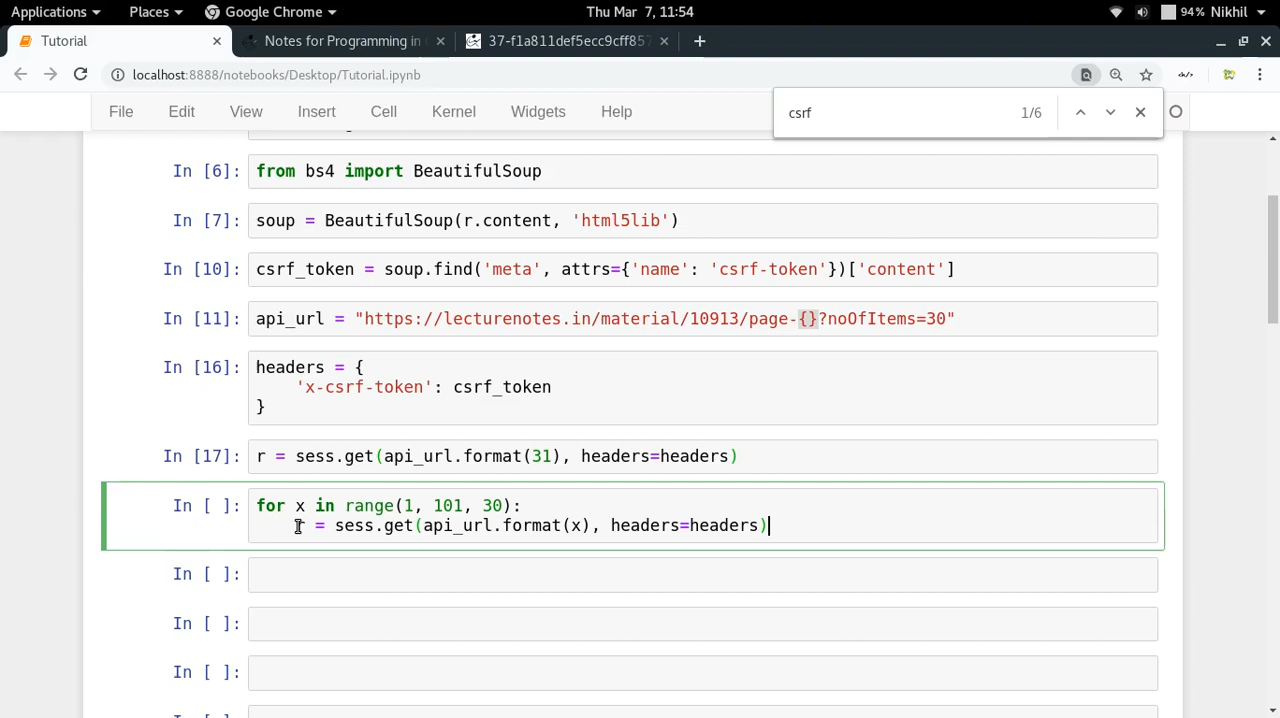 Applications Places Google Chrome Thu Mar 7, 11:54 94% Nikhil
Tutorial Notes for Programming in 37-f1a811def5ecc9cff857
localhost:8888/notebooks/Desktop/Tutorial.ipynb
File Edit View Insert Cell Kernel Widgets Help csrf 1/6
In [6]: from bs4 import BeautifulSoup
In [7]: soup = BeautifulSoup(r.content, 'html5lib')
In [10]: csrf_token = soup.find('meta', attrs={'name': 'csrf-token'})['content']
In [11]: api_url = "https://lecturenotes.in/material/10913/page-{}?noOfItems=30"
In [16]: headers = {
'x-csrf-token': csrf_token
}
In [17]: r = sess.get(api_url.format(31), headers=headers)
In [ ]: for x in range(1, 101, 30):
r = sess.get(api_url.format(x), headers=headers)
In [ ]:
In [ ]:
In [ ]: